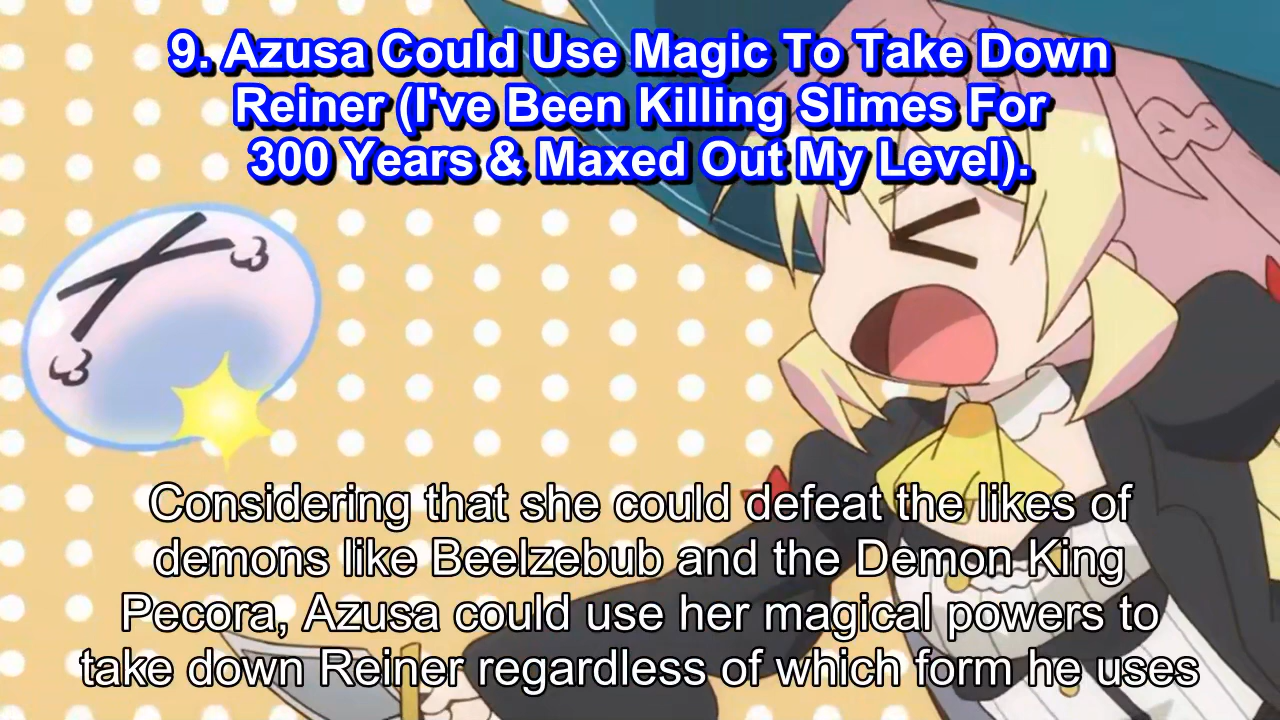 9. Azusa Could Use Magic To Take Down
Reiner (I've Been Killing Slimes For
300 Years & Maxed Out My Level).
Considering that she could defeat the likes of
demons like Beelzebub and the Demon King
Pecora, Azusa could use her magical powers to
take down Reiner regardless of which form he uses